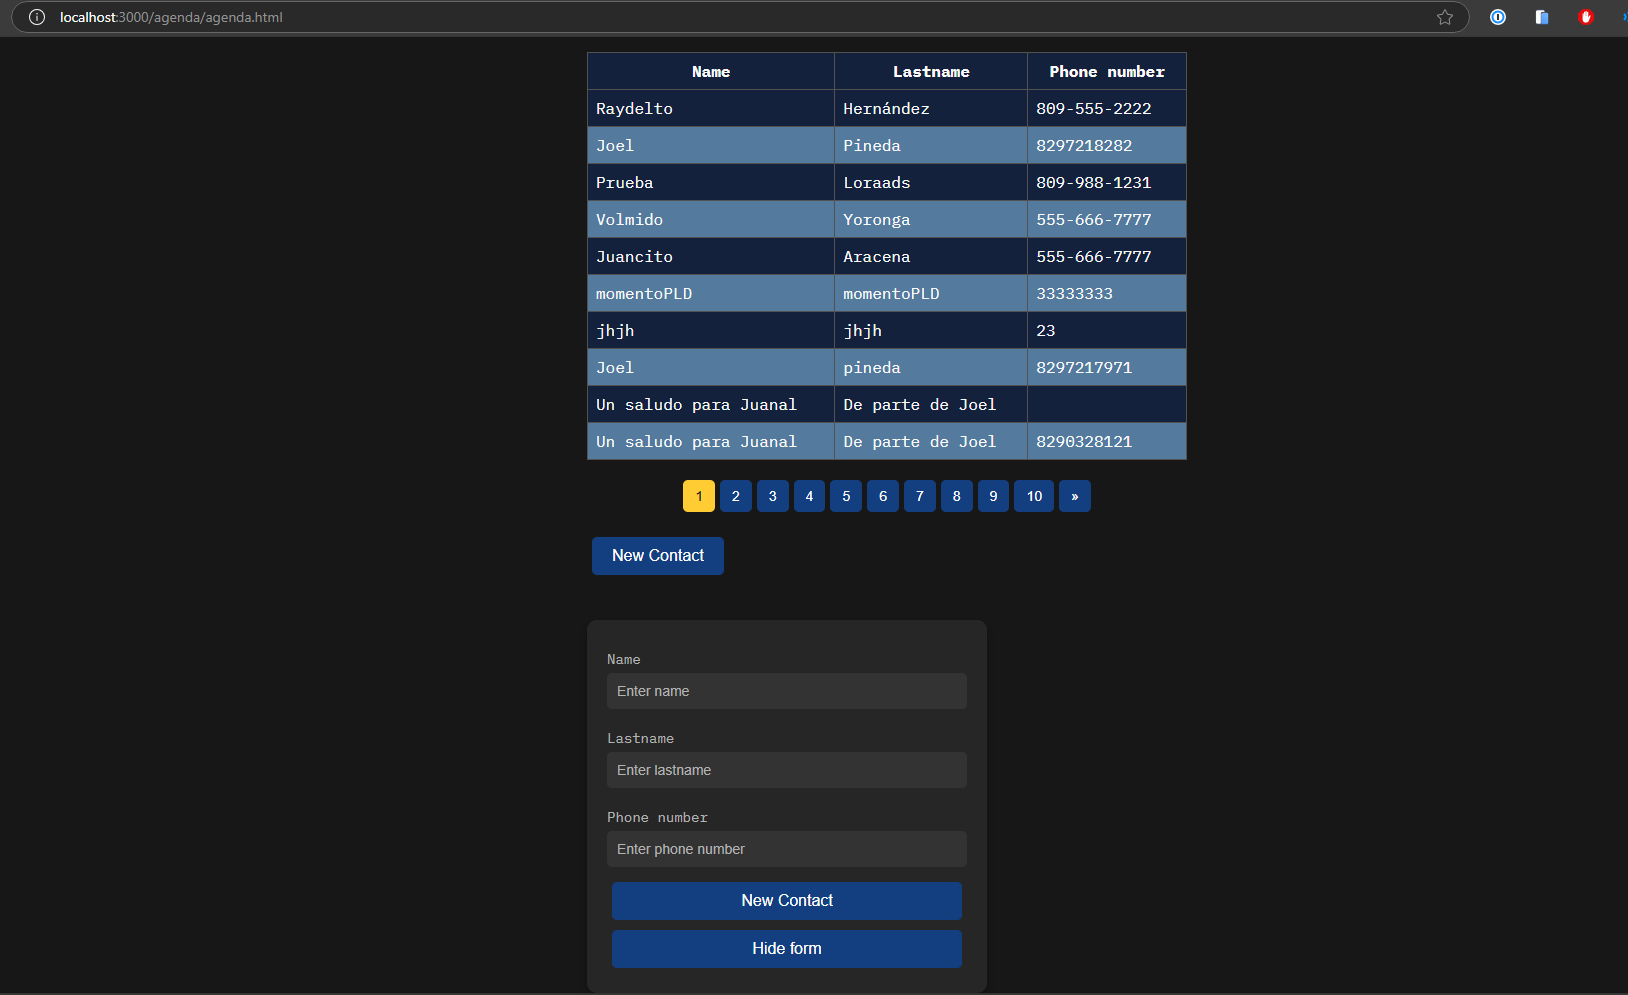 localhost:3000/agenda/agenda.html
Name Lastname Phone number
Raydelto Hernández 809-555-2222
Joel Pineda 8297218282
Prueba Loraads 809-988-1231
Volmido Yoronga 555-666-7777
Juancito Aracena 555-666-7777
momentoPLD momentoPLD 33333333
jhjh jhjh 23
Joel pineda 8297217971
Un saludo para Juanal De parte de Joel
Un saludo para Juanal De parte de Joel 8290328121
1 2 3 4 5 6 7 8 9 10 »
New Contact
Name
Enter name
Lastname
Enter lastname
Phone number
Enter phone number
New Contact
Hide form